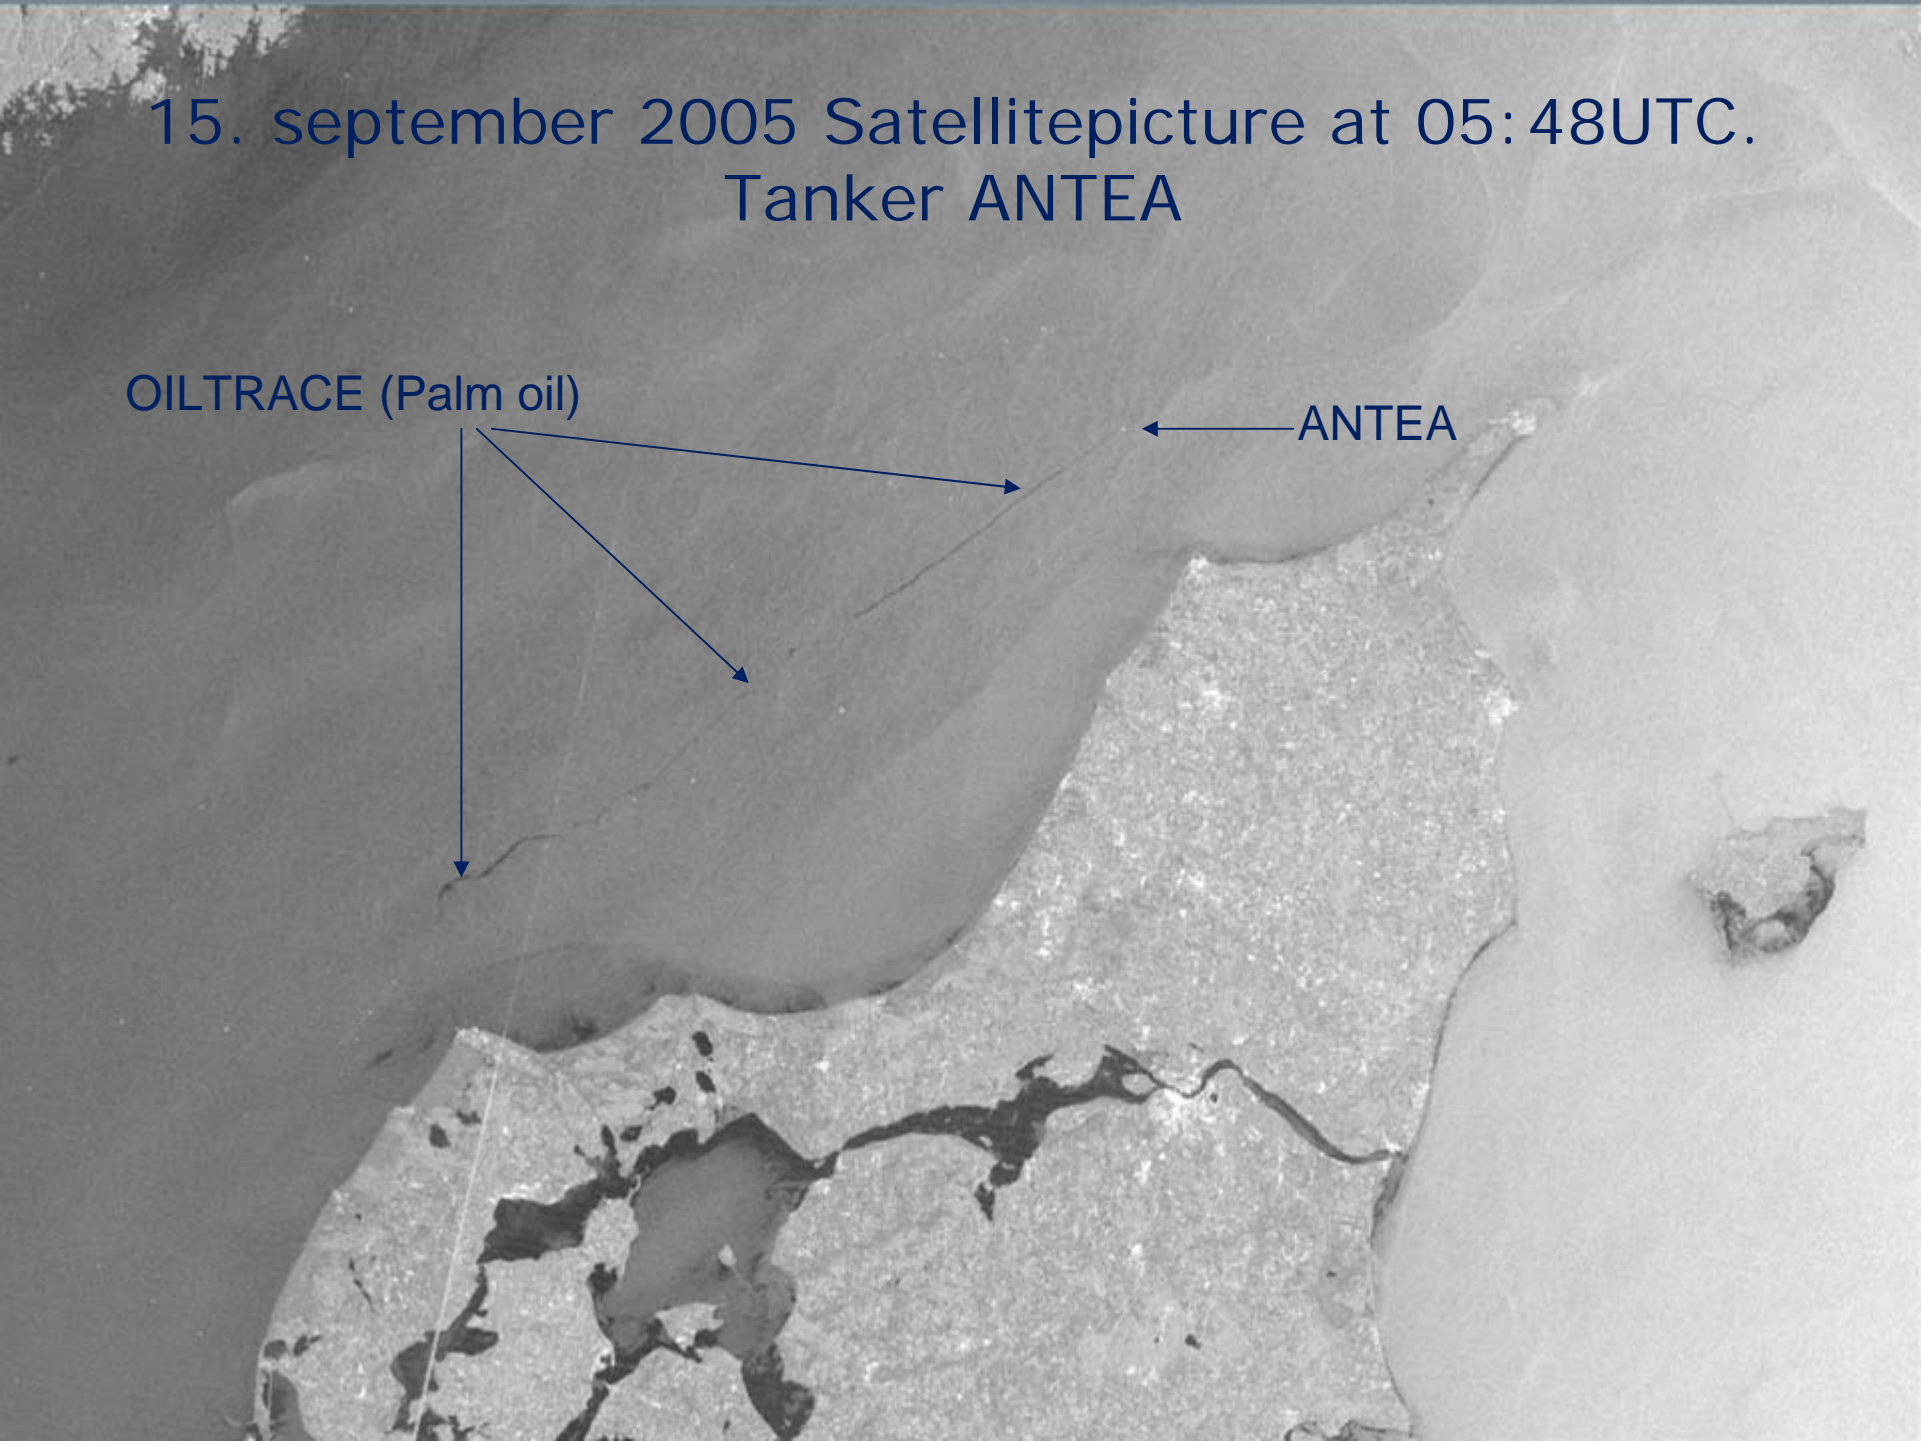 15. september 2005 Satellitepicture at 05:48UTC.
Tanker ANTEA
OILTRACE (Palm oil)
ANTEA